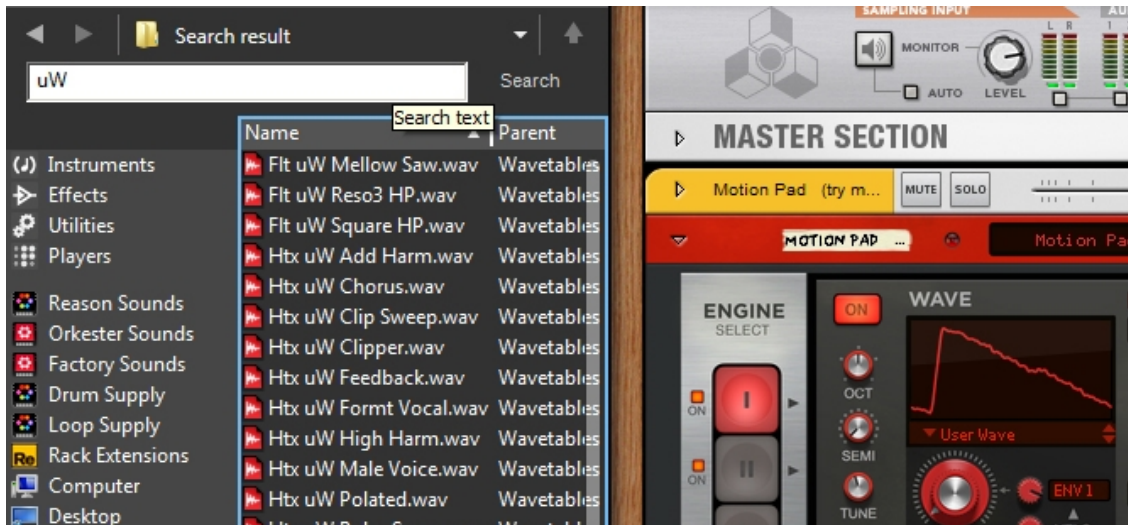 Search result
uW
Search
Search text
Name
Parent
Instruments
Effects
Utilities
Players
Reason Sounds
Orkester Sounds
Factory Sounds
Drum Supply
Loop Supply
Rack Extensions
Computer
Desktop
Flt uW Mellow Saw.wav Wavetables
Flt uW Reso3 HP.wav Wavetables
Flt uW Square HP.wav Wavetables
Htx uW Add Harm.wav Wavetables
Htx uW Chorus.wav Wavetables
Htx uW Clip Sweep.wav Wavetables
Htx uW Clipper.wav Wavetables
Htx uW Feedback.wav Wavetables
Htx uW Formt Vocal.wav Wavetables
Htx uW High Harm.wav Wavetables
Htx uW Male Voice.wav Wavetables
Htx uW Polated.wav Wavetables
SAMPLING INPUT
L R
MONITOR
AUTO
LEVEL
AU
1
MASTER SECTION
Motion Pad (try m...
MUTE
SOLO
MOTION PAD ...
Motion Pa
ENGINE
SELECT
ON
I
ON
II
ON
WAVE
OCT
SEMI
TUNE
User Wave
ENV 1
Re